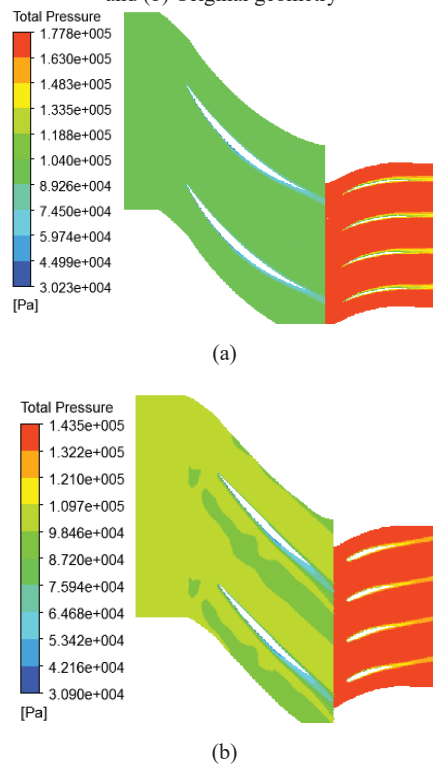 and (b) Original geometry
Total Pressure
1.778e+005
1.630e+005
1.483e+005
1.335e+005
1.188e+005
1.040e+005
8.926e+004
7.450e+004
5.974e+004
4.499e+004
3.023e+004
[Pa]
(a)
Total Pressure
1.435e+005
1.322e+005
1.210e+005
1.097e+005
9.846e+004
8.720e+004
7.594e+004
6.468e+004
5.342e+004
4.216e+004
3.090e+004
[Pa]
(b)